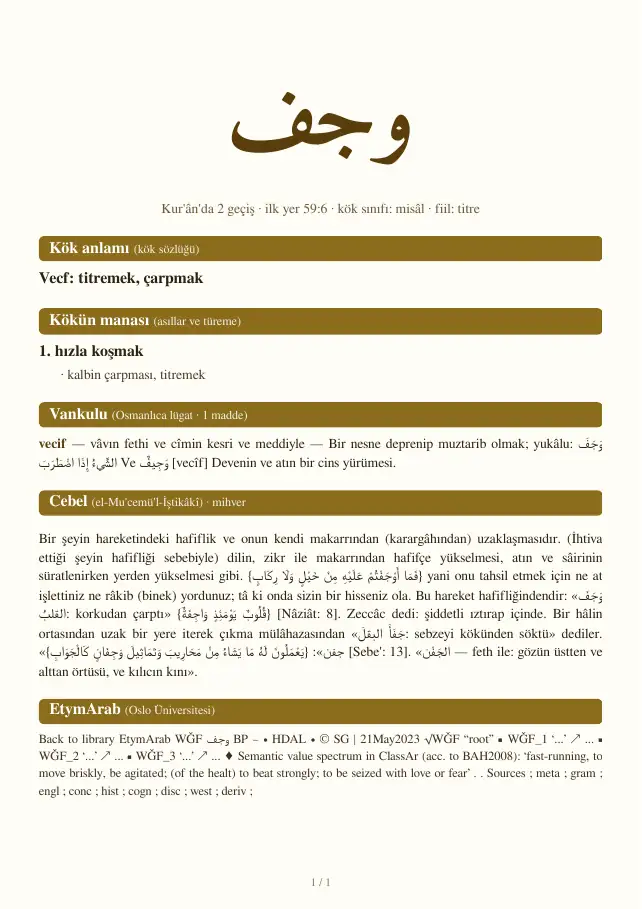 وجف
Kur'ân'da 2 geçiş · ilk yer 59:6 · kök sınıfı: misâl · fiil: titre
Kök anlamı (kök sözlüğü)
Vecf: titremek, çarpmak
Kökün manası (asıllar ve türeme)
1. hızla koşmak
· kalbin çarpması, titremek
Vankulu (Osmanlıca lügat · 1 madde)
vecif — vâvın fethi ve cîmin kesri ve meddiyle — Bir nesne deprenip muztarib olmak; yukâlu: وَجَفَ
الشَّيءُ إِذَا اضْطَرَبَ Ve وَجِيفٌ [vecîf] Devenin ve atın bir cins yürümesi.
Cebel (el-Mu'cemü'l-İştikâkî) · mihver
Bir şeyin hareketindeki hafiflik ve onun kendi makarrından (karargâhından) uzaklaşmasıdır. (İhtiva
ettiği şeyin hafifliği sebebiyle) dilin, zikr ile makarrından hafifçe yükselmesi, atın ve sâirinin
süratlenirken yerden yükselmesi gibi. {فَمَا أَوْجَفْتُمْ عَلَيْهِ مِنْ خَيْلٍ وَلَا رِكَابٍ} yani onu tahsil etmek için ne at
işlettiniz ne râkib (binek) yordunuz; tâ ki onda sizin bir hisseniz ola. Bu hareket hafifliğindendir: «وَجَفَ
القلبُ: korkudan çarptı» {قُلُوبٌ يَوْمَئِذٍ وَاجِفَةٌ} [Nâziât: 8]. Zeccâc dedi: şiddetli ıztırap içinde. Bir hâlin
ortasından uzak bir yere iterek çıkma mülâhazasından «جَفَأَ البقلَ: sebzeyi kökünden söktü» dediler.
«جفن»: {يَعْمَلُونَ لَهُ مَا يَشَاءُ مِنْ مَحَارِيبَ وَتَمَاثِيلَ وَجِفَانٍ كَالْجَوَابِ} [Sebe': 13]. «الجَفْن — feth ile: gözün üstten ve
alttan örtüsü, ve kılıcın kını».
EtymArab (Oslo Üniversitesi)
Back to library EtymArab WǦF وجف BP – • HDAL • © SG | 21May2023 √WǦF “root” ▪ WǦF_1 ‘...’ ↗ ... ▪
WǦF_2 ‘...’ ↗ ... ▪ WǦF_3 ‘...’ ↗ ... ♦ Semantic value spectrum in ClassAr (acc. to BAH2008): ‘fast-running, to
move briskly, be agitated; (of the healt) to beat strongly; to be seized with love or fear’ . . Sources ; meta ; gram ;
engl ; conc ; hist ; cogn ; disc ; west ; deriv ;
1 / 1